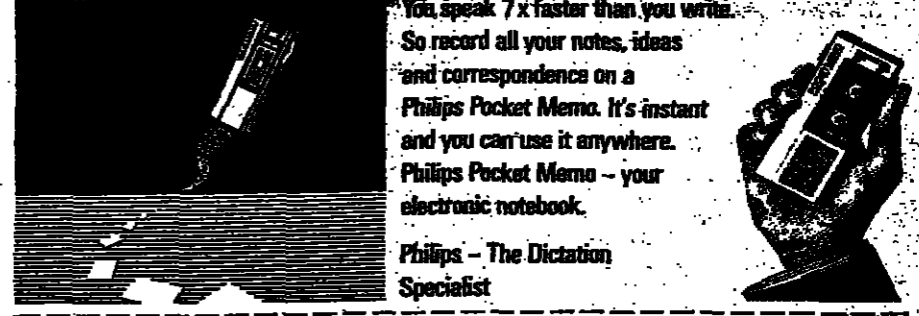 You speak 7x faster than you write.
So record all your notes, ideas
and correspondence on a
Philips Pocket Memo. It's instant
and you can use it anywhere.
Philips Pocket Memo – your
electronic notebook.
Philips – The Dictation
Specialist